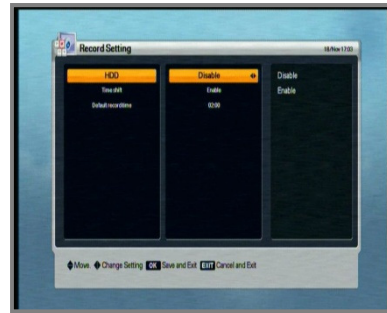 Record Setting
18/Nov 17:03
HDD Disable Disable
Time shift Enable Enable
Default record time 02:00
Move Change Setting OK Save and Exit EXIT Cancel and Exit